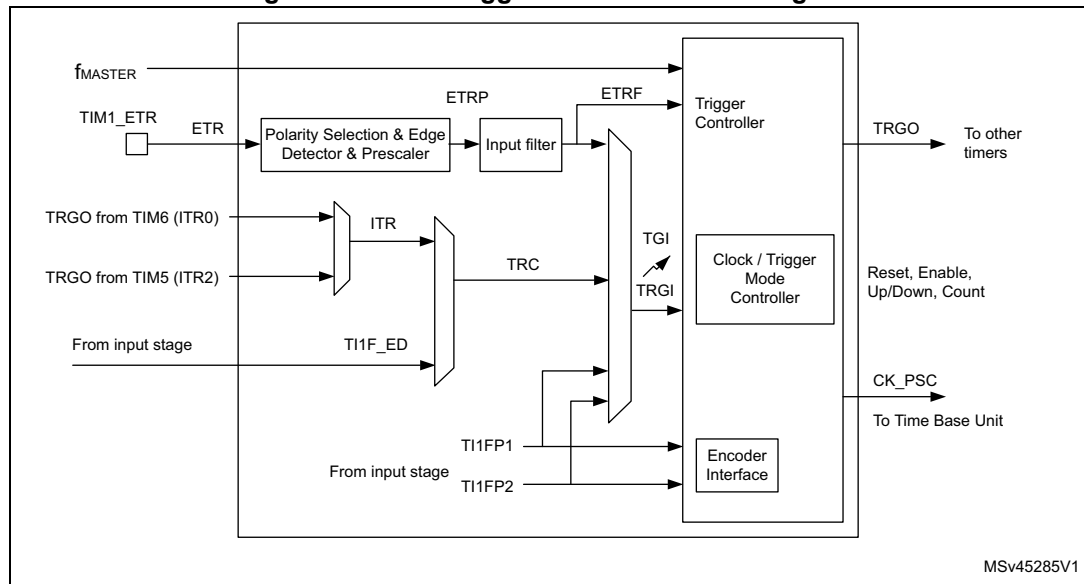 fMASTER
ETRP
ETRF
TIM1_ETR
ETR
Polarity Selection & Edge
Detector & Prescaler
Input filter
Trigger
Controller
TRGO
To other
timers
TRGO from TIM6 (ITR0)
ITR
TRGO from TIM5 (ITR2)
TRC
TGI
TRGI
Clock / Trigger
Mode
Controller
Reset, Enable,
Up/Down, Count
From input stage
TI1F_ED
CK_PSC
To Time Base Unit
TI1FP1
From input stage
TI1FP2
Encoder
Interface
MSv45285V1